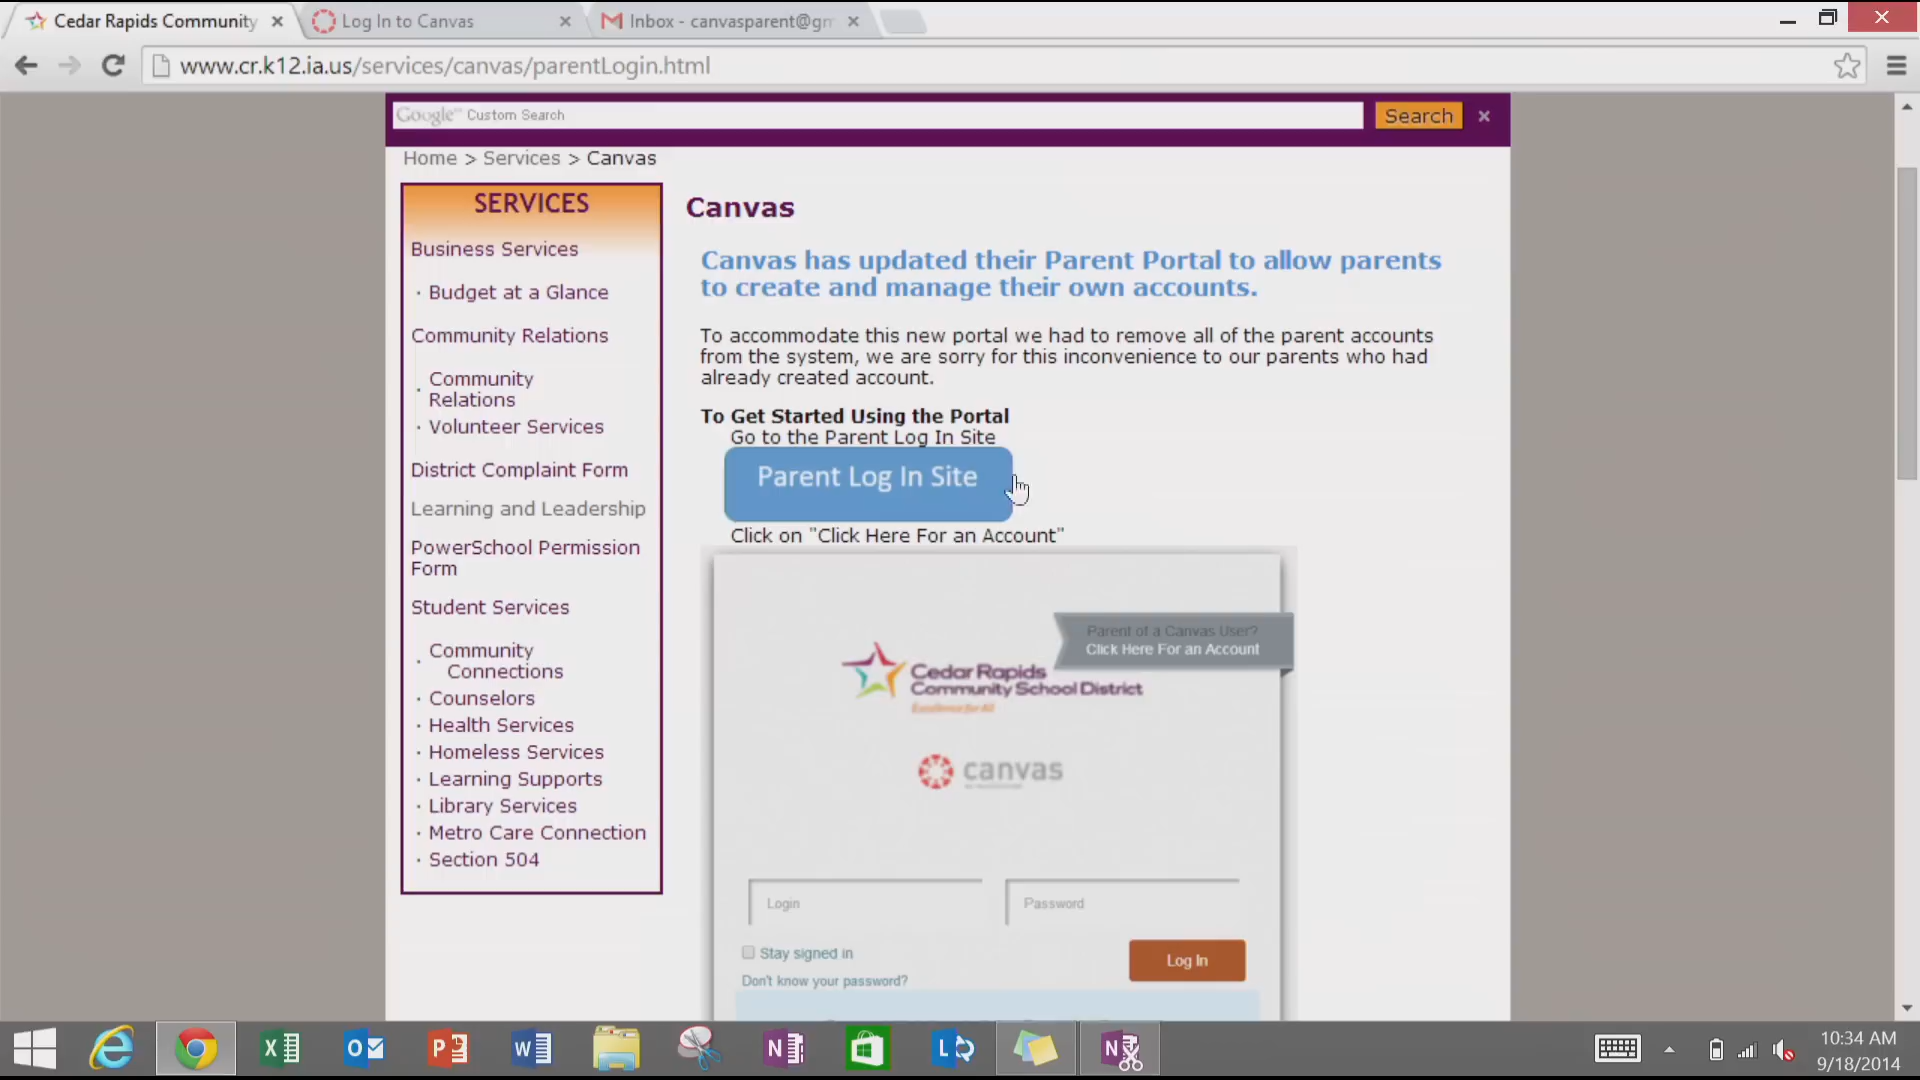 Cedar Rapids Community
Log In to Canvas
Inbox - canvasparent@gm
www.cr.k12.ia.us/services/canvas/parentLogin.html
Google™ Custom Search
Search
Home > Services > Canvas
SERVICES
Business Services
· Budget at a Glance
Community Relations
· Community
Relations
· Volunteer Services
District Complaint Form
Learning and Leadership
PowerSchool Permission
Form
Student Services
· Community
Connections
· Counselors
· Health Services
· Homeless Services
· Learning Supports
· Library Services
· Metro Care Connection
· Section 504
Canvas
Canvas has updated their Parent Portal to allow parents
to create and manage their own accounts.
To accommodate this new portal we had to remove all of the parent accounts
from the system, we are sorry for this inconvenience to our parents who had
already created account.
To Get Started Using the Portal
Go to the Parent Log In Site
Parent Log In Site
Click on "Click Here For an Account"
Parent of a Canvas User?
Click Here For an Account
Cedar Rapids
Community School District
Excellence for All
canvas
Login
Password
Stay signed in
Log In
Don't know your password?
10:34 AM
9/18/2014